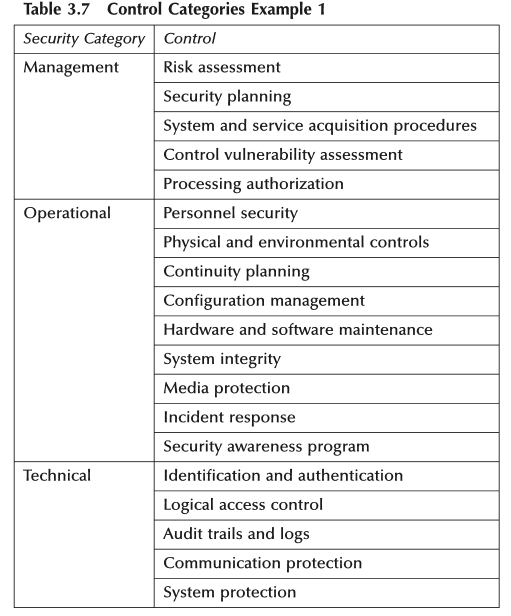 Table 3.7 Control Categories Example 1
Security Category Control
Management Risk assessment
Security planning
System and service acquisition procedures
Control vulnerability assessment
Processing authorization
Operational Personnel security
Physical and environmental controls
Continuity planning
Configuration management
Hardware and software maintenance
System integrity
Media protection
Incident response
Security awareness program
Technical Identification and authentication
Logical access control
Audit trails and logs
Communication protection
System protection